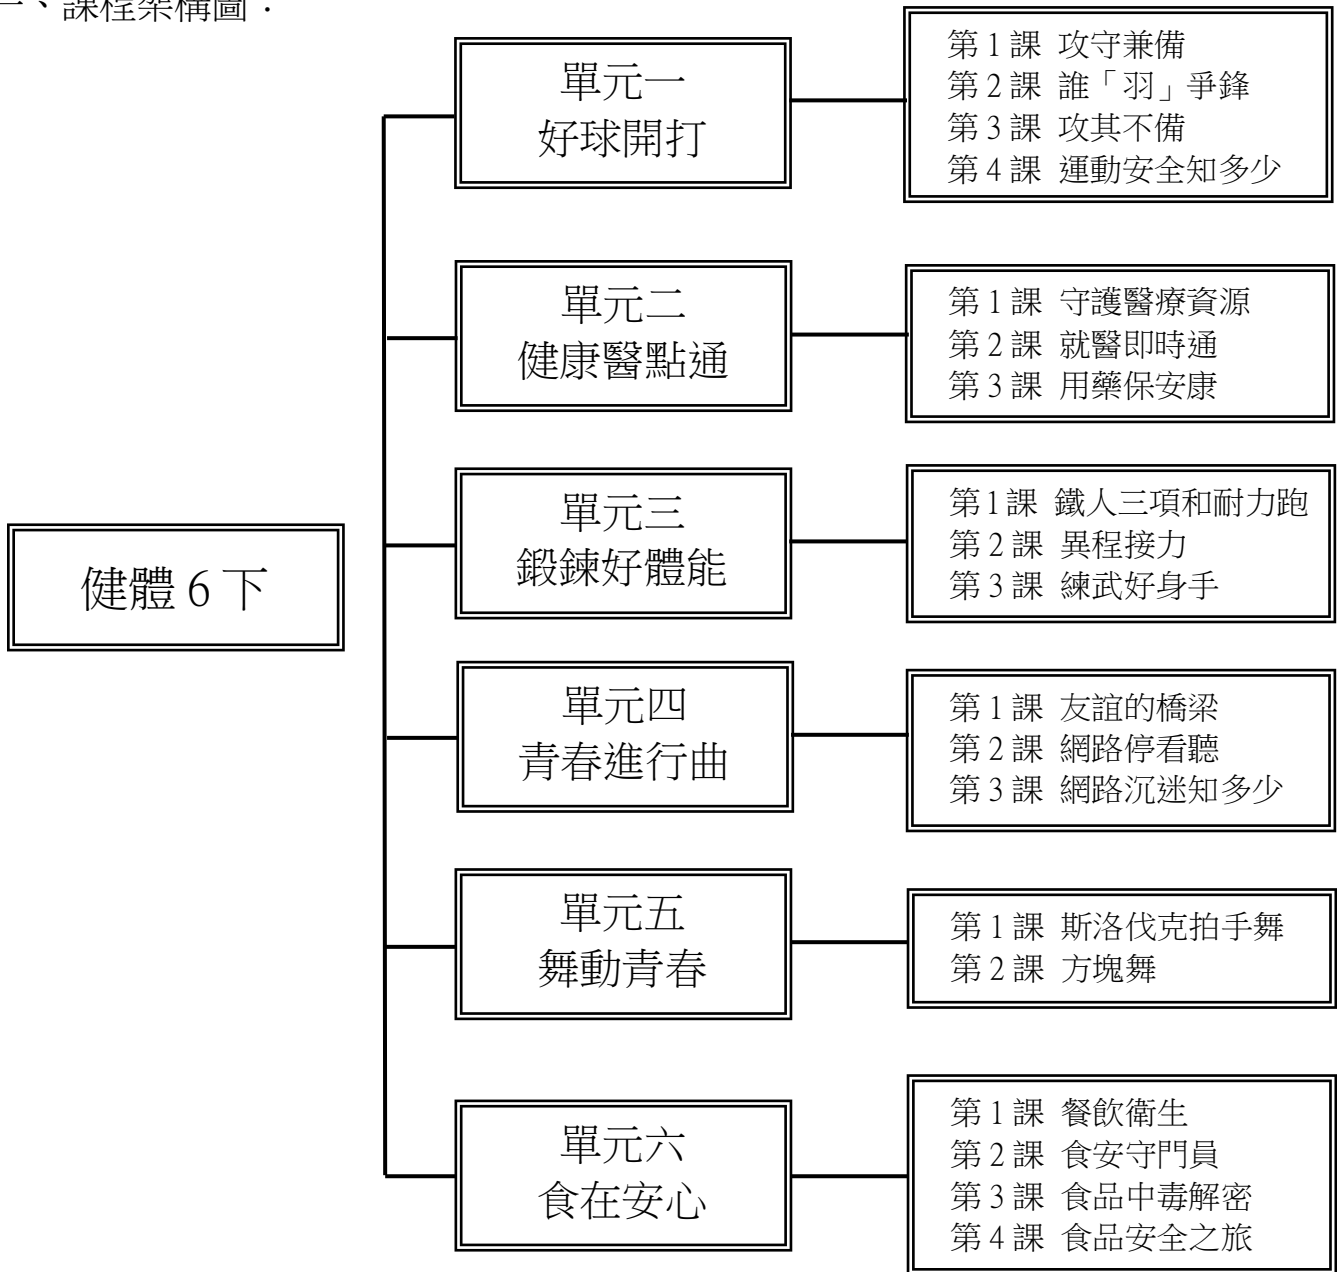 一、課程架構圖：
健體 6 下
單元一
好球開打
第 1 課 攻守兼備
第 2 課 誰「羽」爭鋒
第 3 課 攻其不備
第 4 課 運動安全知多少
單元二
健康醫點通
第 1 課 守護醫療資源
第 2 課 就醫即時通
第 3 課 用藥保安康
單元三
鍛鍊好體能
第 1 課 鐵人三項和耐力跑
第 2 課 異程接力
第 3 課 練武好身手
單元四
青春進行曲
第 1 課 友誼的橋梁
第 2 課 網路停看聽
第 3 課 網路沉迷知多少
單元五
舞動青春
第 1 課 斯洛伐克拍手舞
第 2 課 方塊舞
單元六
食在安心
第 1 課 餐飲衛生
第 2 課 食安守門員
第 3 課 食品中毒解密
第 4 課 食品安全之旅